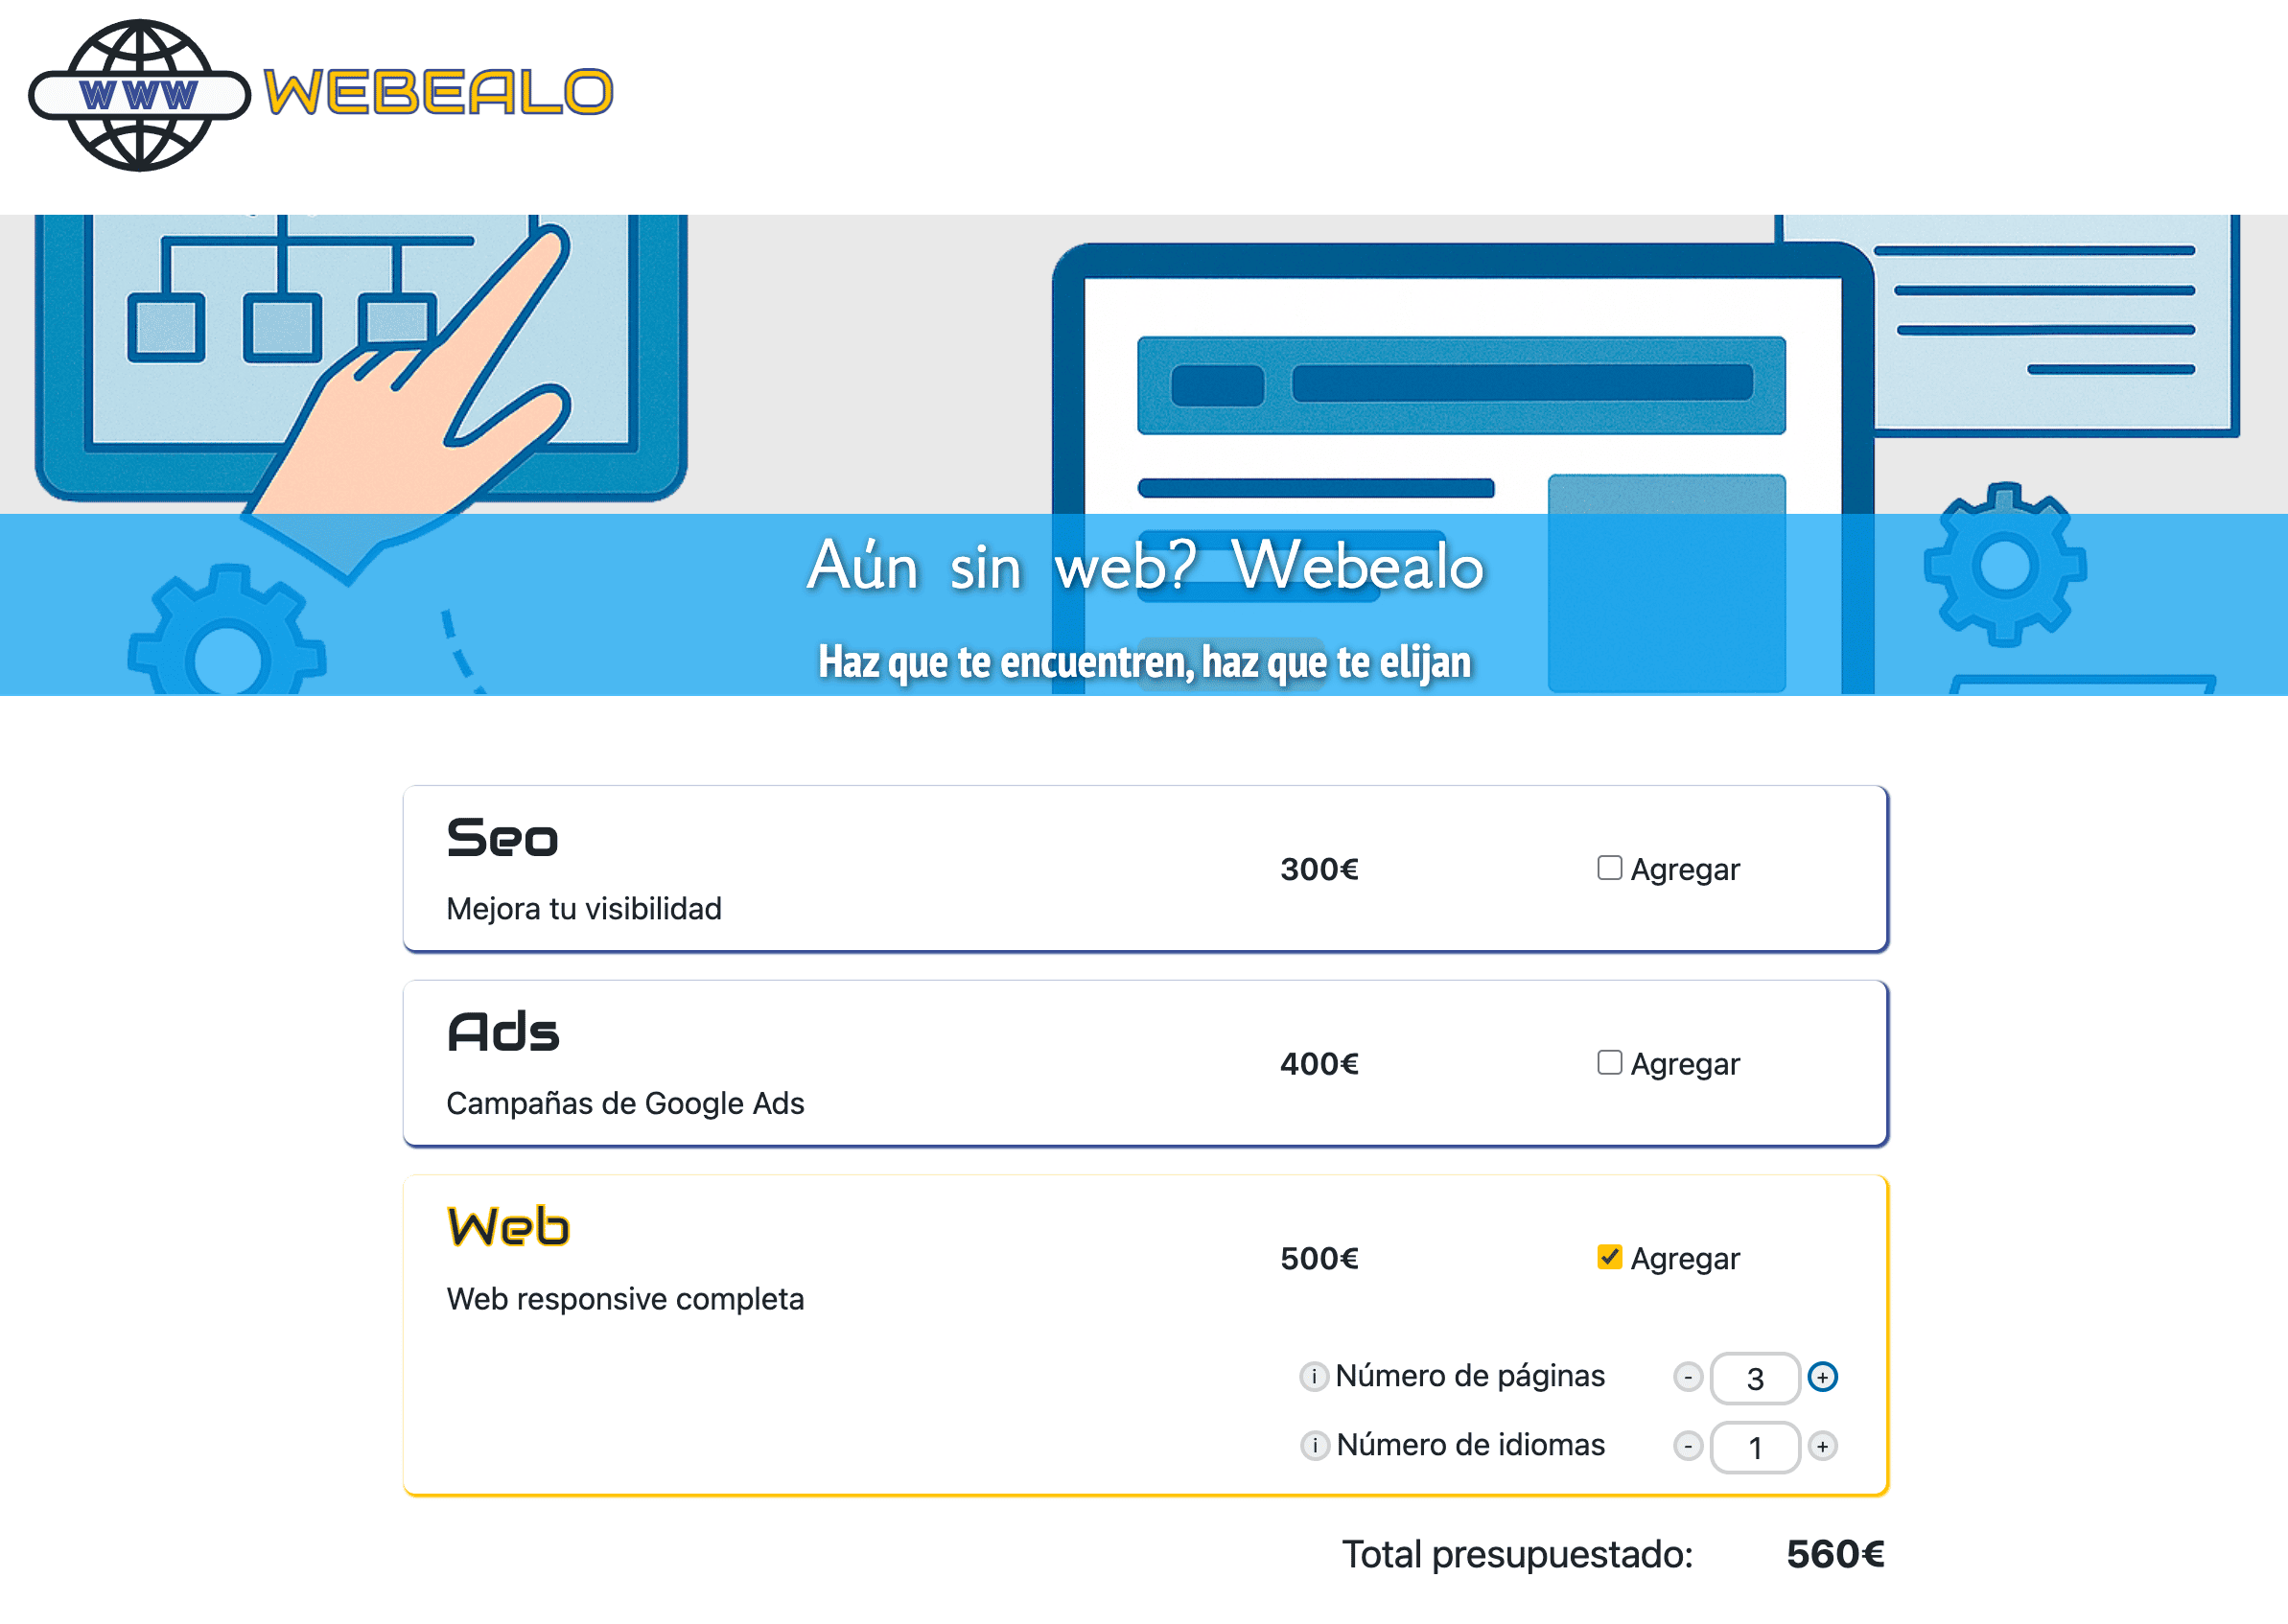 WWW WEBEALO
Aún sin web? Webealo
Haz que te encuentren, haz que te elijan
Seo
300€ Agregar
Mejora tu visibilidad
Ads
400€ Agregar
Campañas de Google Ads
Web
500€ Agregar
Web responsive completa
i Número de páginas - 3 +
i Número de idiomas - 1 +
Total presupuestado: 560€